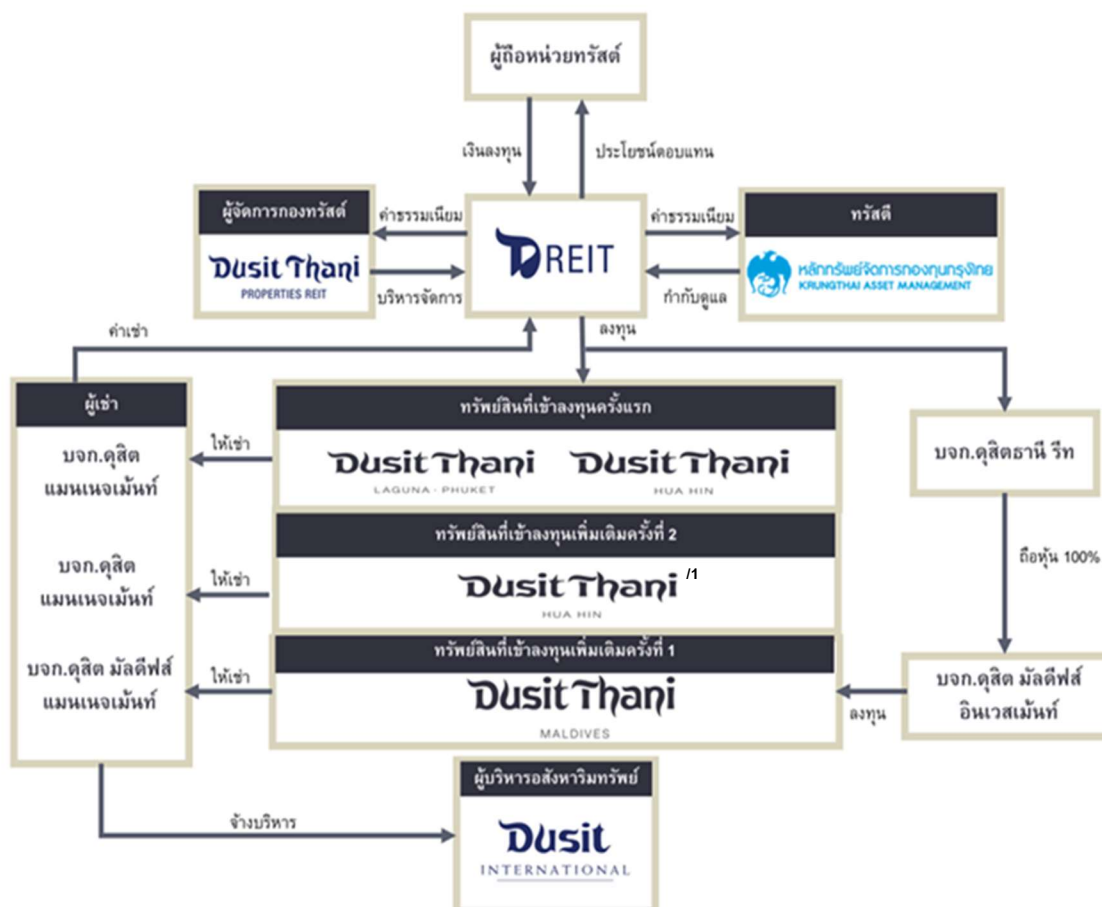 ผู้ถือหน่วยทรัสต์
เงินลงทุน
ประโยชน์ตอบแทน
ผู้จัดการกองทรัสต์
Dusit Thani
PROPERTIES REIT
ค่าธรรมเนียม
บริหารจัดการ
DREIT
ค่าธรรมเนียม
กำกับดูแล
ทรัสตี
หลักทรัพย์จัดการกองทุนกรุงไทย
KRUNGTHAI ASSET MANAGEMENT
ค่าเช่า
ลงทุน
ผู้เช่า
บจก.ดุสิต
แมนเนจเม้นท์
บจก.ดุสิต
แมนเนจเม้นท์
บจก.ดุสิต มัลดีฟส์
แมนเนจเม้นท์
ให้เช่า
ให้เช่า
ให้เช่า
ทรัพย์สินที่เข้าลงทุนครั้งแรก
Dusit Thani
LAGUNA · PHUKET
Dusit Thani
HUA HIN
ทรัพย์สินที่เข้าลงทุนเพิ่มเติมครั้งที่ 2
Dusit Thani /1
HUA HIN
ทรัพย์สินที่เข้าลงทุนเพิ่มเติมครั้งที่ 1
Dusit Thani
MALDIVES
บจก.ดุสิตธานี รีท
ถือหุ้น 100%
บจก.ดุสิต มัลดีฟส์
อินเวสเม้นท์
ลงทุน
จ้างบริหาร
ผู้บริหารอสังหาริมทรัพย์
Dusit
INTERNATIONAL